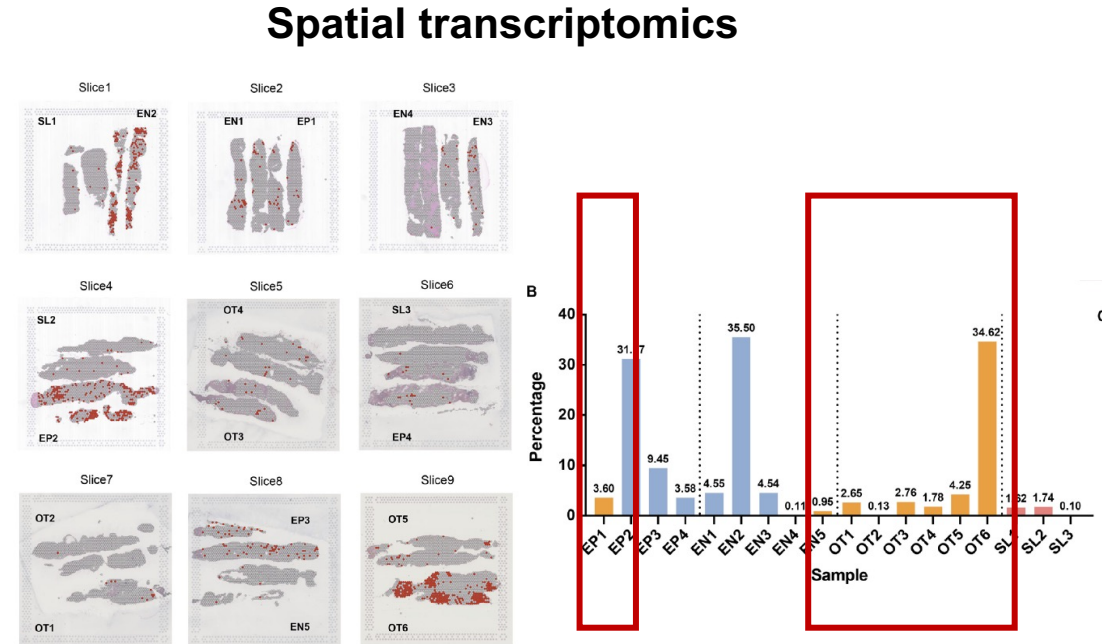 Spatial transcriptomics
Slice1
Slice2
Slice3
SL1
EN2
EN1
EP1
EN4
EN3
Slice4
Slice5
Slice6
SL2
EP2
OT4
OT3
SL3
EP4
Slice7
Slice8
Slice9
OT2
OT1
EP3
EN5
OT5
OT6
B
Percentage
40
30
20
10
0
3.60
9.45
3.58
4.55
35.50
4.54
0.11
0.95
2.65
0.13
2.76
1.78
4.25
34.62
1.74
0.10
EP1
EP2
EP3
EP4
EN1
EN2
EN3
EN4
EN5
OT1
OT2
OT3
OT4
OT5
OT6
SL2
SL3
Sample